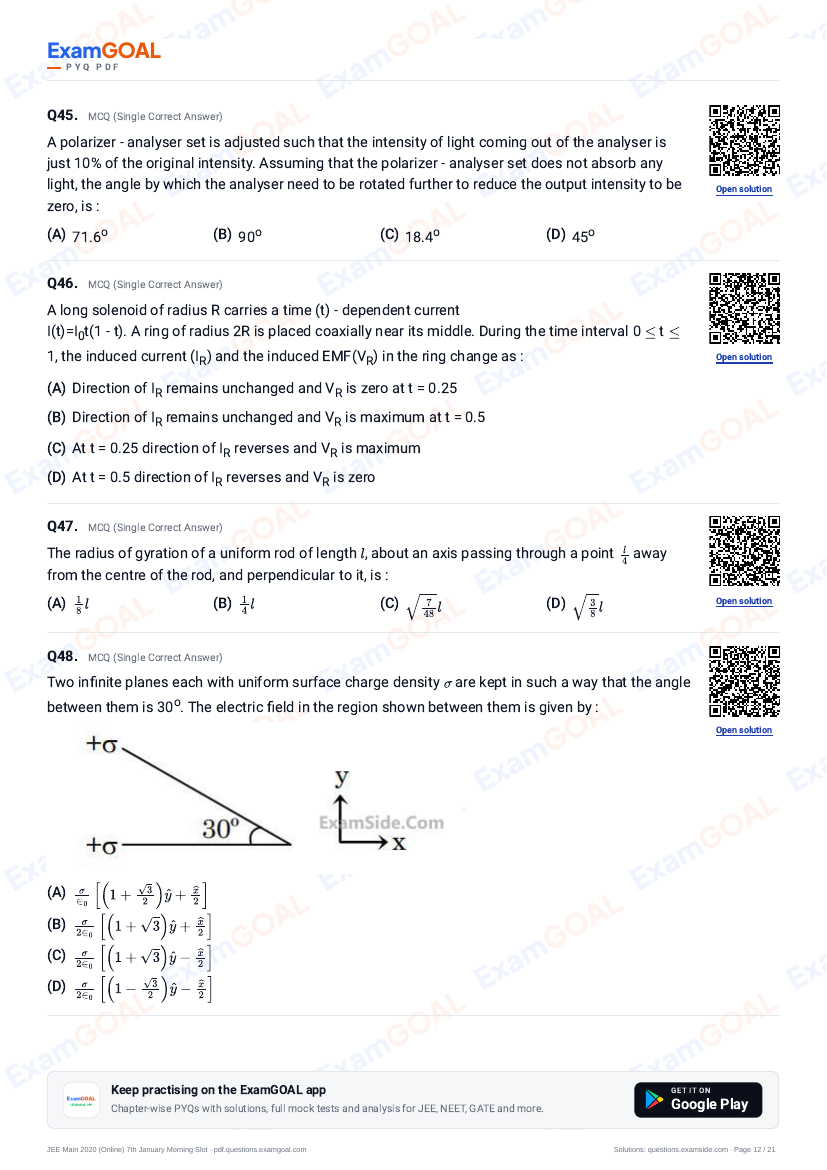 ExamGOAL
PYQ PDF
Q45. MCQ (Single Correct Answer)
A polarizer - analyser set is adjusted such that the intensity of light coming out of the analyser is
just 10% of the original intensity. Assuming that the polarizer - analyser set does not absorb any
light, the angle by which the analyser need to be rotated further to reduce the output intensity to be
zero, is :
(A) 71.6° (B) 90° (C) 18.4° (D) 45°
Open solution
Q46. MCQ (Single Correct Answer)
A long solenoid of radius R carries a time (t) - dependent current
I(t)=I₀t(1 - t). A ring of radius 2R is placed coaxially near its middle. During the time interval 0 ≤ t ≤
1, the induced current (I_R) and the induced EMF(V_R) in the ring change as :
(A) Direction of I_R remains unchanged and V_R is zero at t = 0.25
(B) Direction of I_R remains unchanged and V_R is maximum at t = 0.5
(C) At t = 0.25 direction of I_R reverses and V_R is maximum
(D) At t = 0.5 direction of I_R reverses and V_R is zero
Open solution
Q47. MCQ (Single Correct Answer)
The radius of gyration of a uniform rod of length l, about an axis passing through a point l/4 away
from the centre of the rod, and perpendicular to it, is :
(A) 1/8 l (B) 1/4 l (C) √(7/48) l (D) √(3/8) l
Open solution
Q48. MCQ (Single Correct Answer)
Two infinite planes each with uniform surface charge density σ are kept in such a way that the angle
between them is 30°. The electric field in the region shown between them is given by :
Open solution
+σ
y
30°
ExamSide.Com
+σ
x
(A) σ/∈₀ [(1 + √3/2)ŷ + x̂/2]
(B) σ/2∈₀ [(1 + √3)ŷ + x̂/2]
(C) σ/2∈₀ [(1 + √3)ŷ − x̂/2]
(D) σ/2∈₀ [(1 − √3/2)ŷ − x̂/2]
ExamGOAL
Keep practising on the ExamGOAL app
Chapter-wise PYQs with solutions, full mock tests and analysis for JEE, NEET, GATE and more.
GET IT ON
Google Play
JEE Main 2020 (Online) 7th January Morning Slot · pdf.questions.examgoal.com
Solutions: questions.examside.com · Page 12 / 21